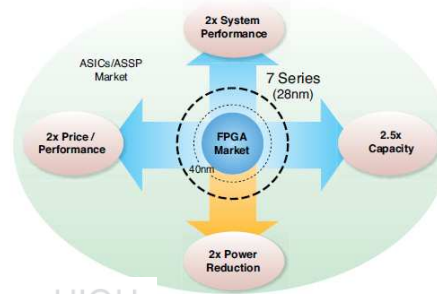 2x System
Performance
ASICs/ASSP
Market
7 Series
(28nm)
2x Price /
Performance
FPGA
Market
2.5x
Capacity
40nm
2x Power
Reduction